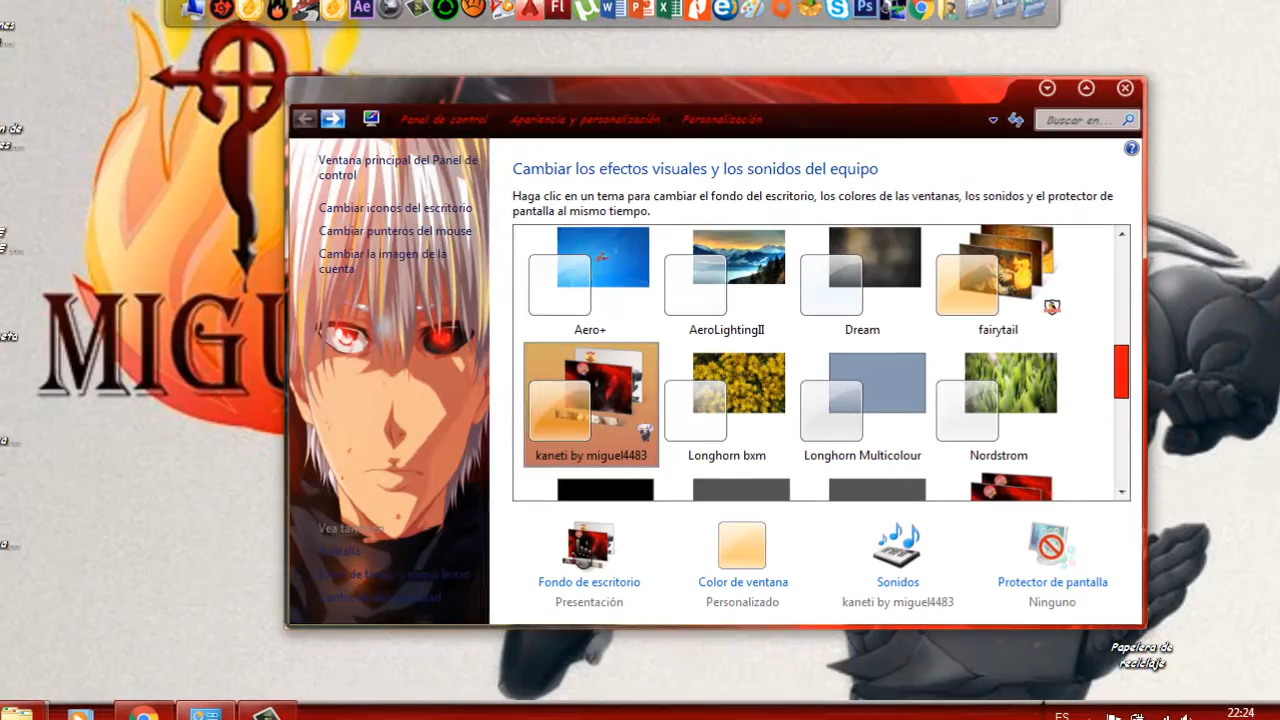 Ae
Fl
Ps
MIGU
Panel de control
Apariencia y personalización
Personalización
Buscar en...
Ventana principal del Panel de
control
Cambiar iconos del escritorio
Cambiar punteros del mouse
Cambiar la imagen de la
cuenta
Cambiar los efectos visuales y los sonidos del equipo
Haga clic en un tema para cambiar el fondo del escritorio, los colores de las ventanas, los sonidos y el protector de
pantalla al mismo tiempo.
Aero+
AeroLightingII
Dream
fairytail
kaneti by miguel4483
Longhorn bxm
Longhorn Multicolour
Nordstrom
Fondo de escritorio
Presentación
Color de ventana
Personalizado
Sonidos
kaneti by miguel4483
Protector de pantalla
Ninguno
Papelera de
reciclaje
ES
22:24